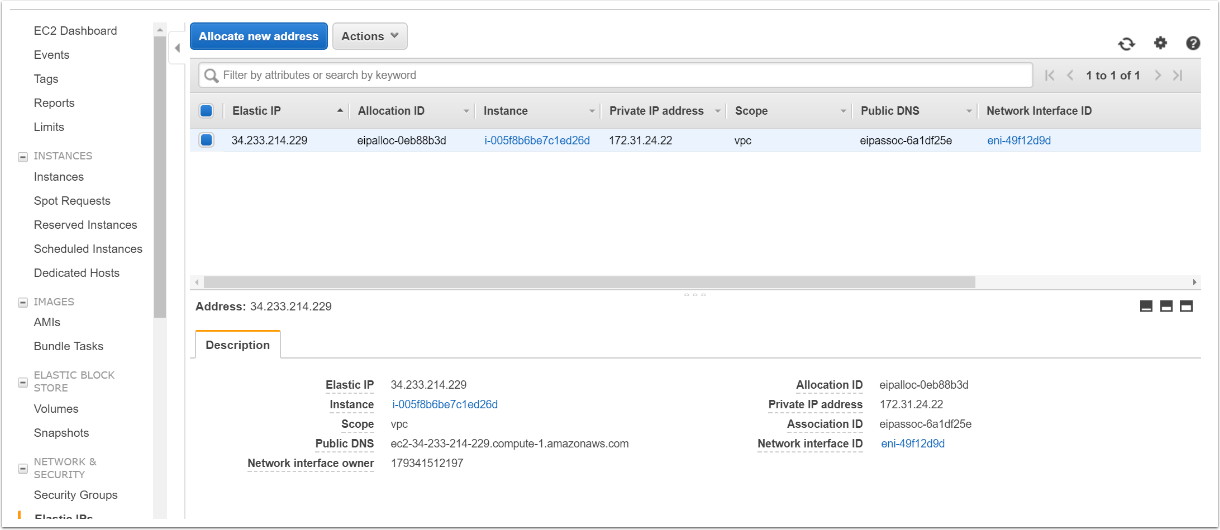 EC2 Dashboard
Events
Tags
Reports
Limits
INSTANCES
Instances
Spot Requests
Reserved Instances
Scheduled Instances
Dedicated Hosts
IMAGES
AMIs
Bundle Tasks
ELASTIC BLOCK
STORE
Volumes
Snapshots
NETWORK &
SECURITY
Security Groups
Elastic IPs
Allocate new address Actions
Filter by attributes or search by keyword 1 to 1 of 1
Elastic IP Allocation ID Instance Private IP address Scope Public DNS Network Interface ID
34.233.214.229 eipalloc-0eb88b3d i-005f8b6be7c1ed26d 172.31.24.22 vpc eipassoc-6a1df25e eni-49f12d9d
Address: 34.233.214.229
Description
Elastic IP 34.233.214.229 Allocation ID eipalloc-0eb88b3d
Instance i-005f8b6be7c1ed26d Private IP address 172.31.24.22
Scope vpc Association ID eipassoc-6a1df25e
Public DNS ec2-34-233-214-229.compute-1.amazonaws.com Network interface ID eni-49f12d9d
Network interface owner 179341512197